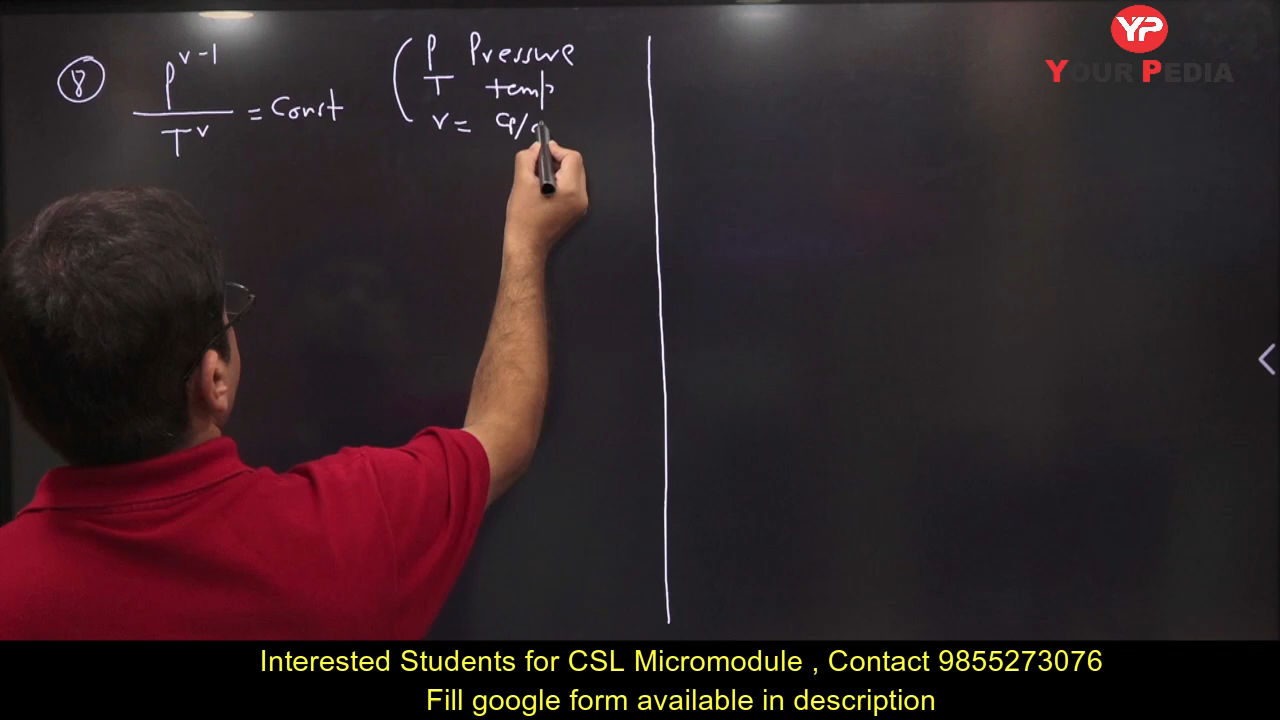 YP
YOUR PEDIA
⑧ P^{γ-1} / T^γ = Const
( P Pressure
T temp
γ = Cp/c
Interested Students for CSL Micromodule , Contact 9855273076
Fill google form available in description